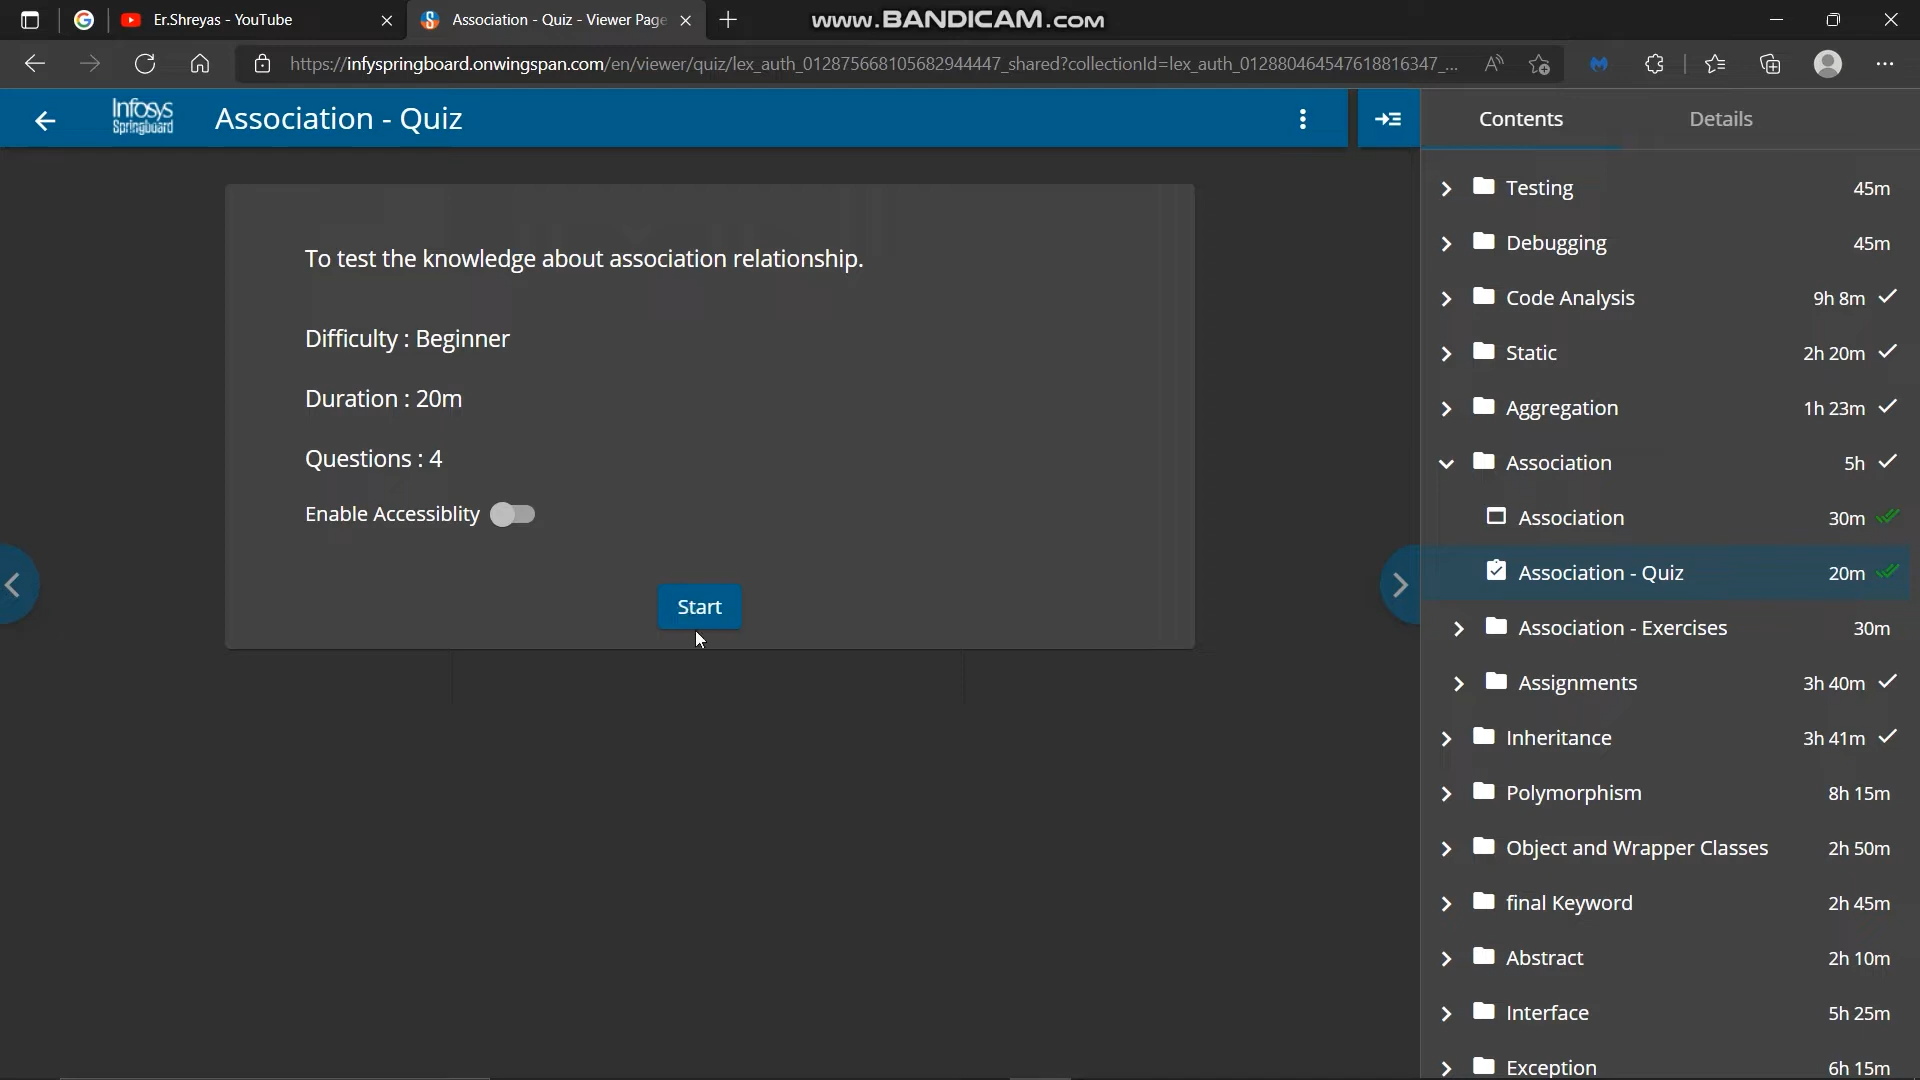 Er.Shreyas - YouTube
Association - Quiz - Viewer Page
www.BANDICAM.com
https://infyspringboard.onwingspan.com/en/viewer/quiz/lex_auth_012875668105682944447_shared?collectionId=lex_auth_012880464547618816347_...
Infosys
Springboard
Association - Quiz
Contents
Details
To test the knowledge about association relationship.
Difficulty : Beginner
Duration : 20m
Questions : 4
Enable Accessiblity
Start
Testing 45m
Debugging 45m
Code Analysis 9h 8m
Static 2h 20m
Aggregation 1h 23m
Association 5h
Association 30m
Association - Quiz 20m
Association - Exercises 30m
Assignments 3h 40m
Inheritance 3h 41m
Polymorphism 8h 15m
Object and Wrapper Classes 2h 50m
final Keyword 2h 45m
Abstract 2h 10m
Interface 5h 25m
Exception 6h 15m